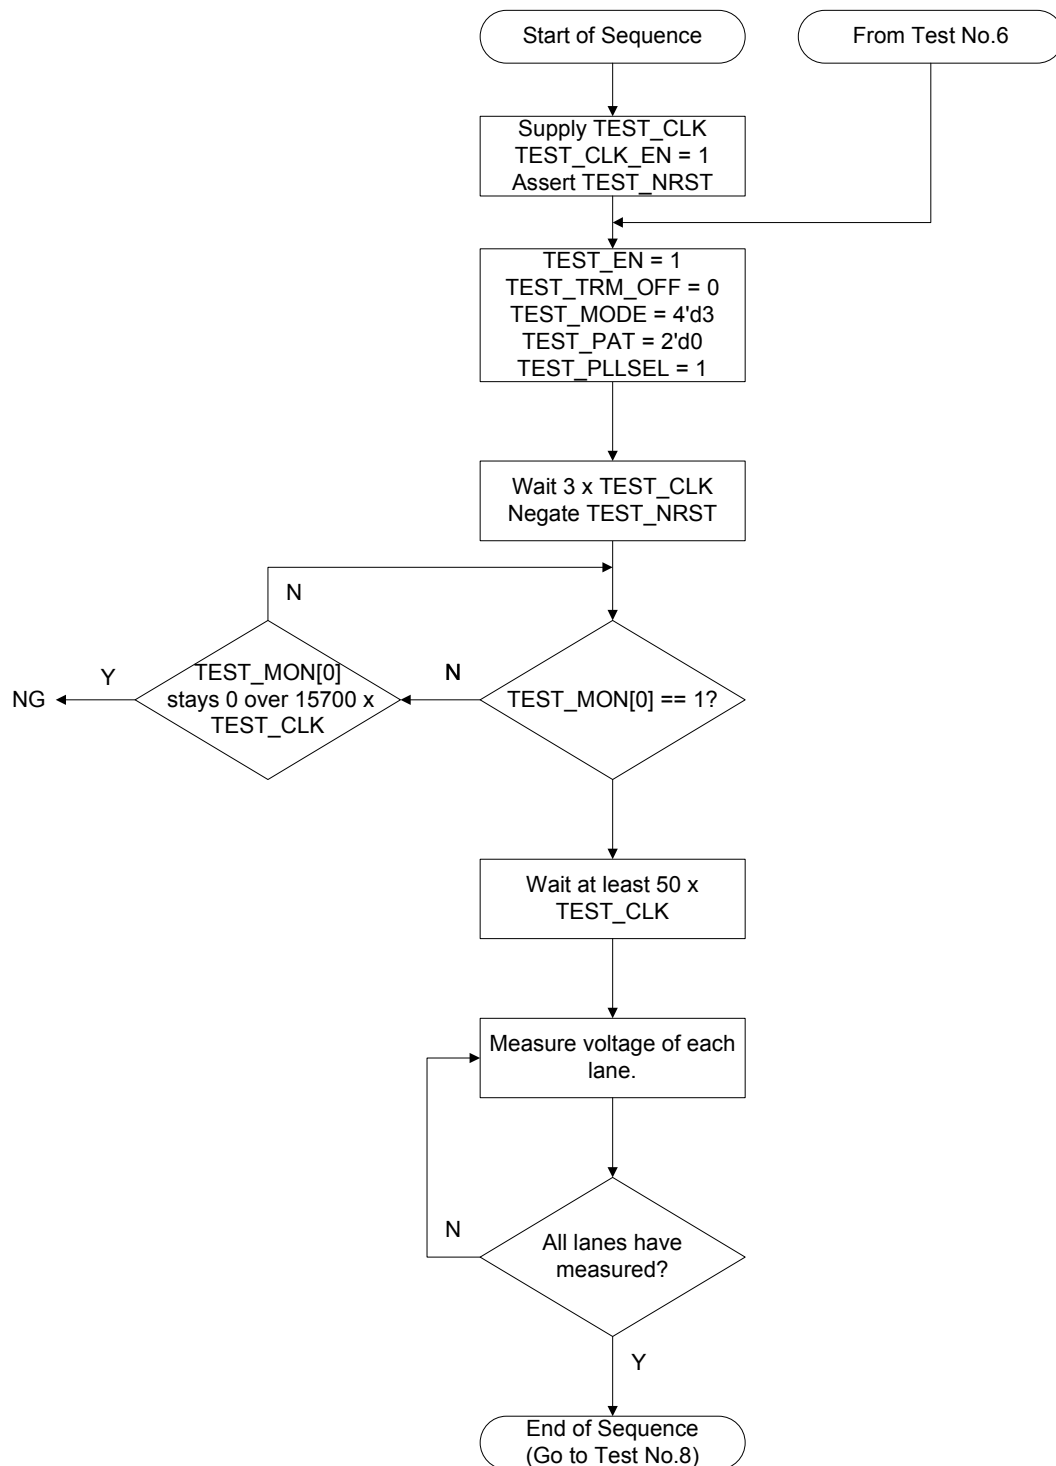 Start of Sequence
From Test No.6
Supply TEST_CLK
TEST_CLK_EN = 1
Assert TEST_NRST
TEST_EN = 1
TEST_TRM_OFF = 0
TEST_MODE = 4'd3
TEST_PAT = 2'd0
TEST_PLLSEL = 1
Wait 3 x TEST_CLK
Negate TEST_NRST
N
TEST_MON[0]
stays 0 over 15700 x
TEST_CLK
Y
NG
N
TEST_MON[0] == 1?
Wait at least 50 x
TEST_CLK
Measure voltage of each
lane.
N
All lanes have
measured?
Y
End of Sequence
(Go to Test No.8)